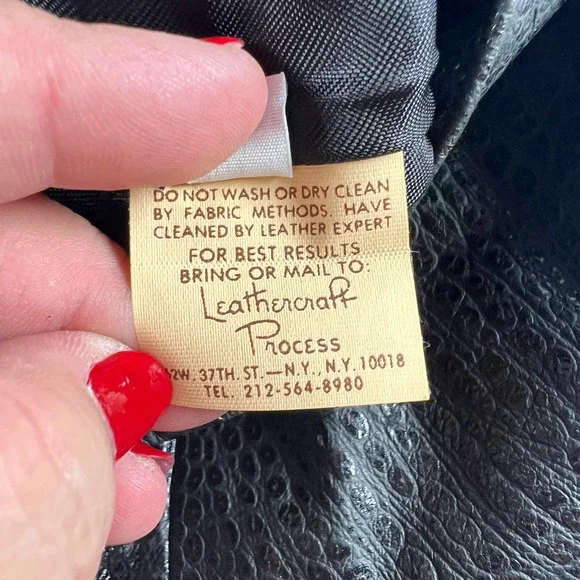 DO NOT WASH OR DRY CLEAN
BY FABRIC METHODS. HAVE
CLEANED BY LEATHER EXPERT
FOR BEST RESULTS
BRING OR MAIL TO:
Leathercraft
Process
2W. 37TH. ST.—N.Y., N.Y. 10018
TEL. 212-564-8980